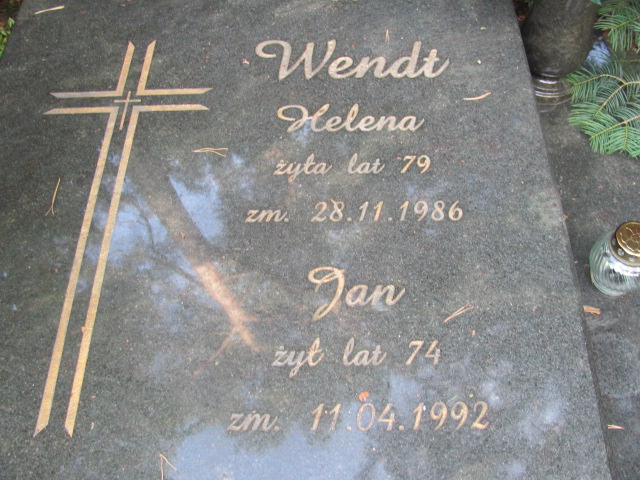 Wendt
Helena
żyła lat 79
zm. 28.11.1986
Jan
żył lat 74
zm. 11.04.1992